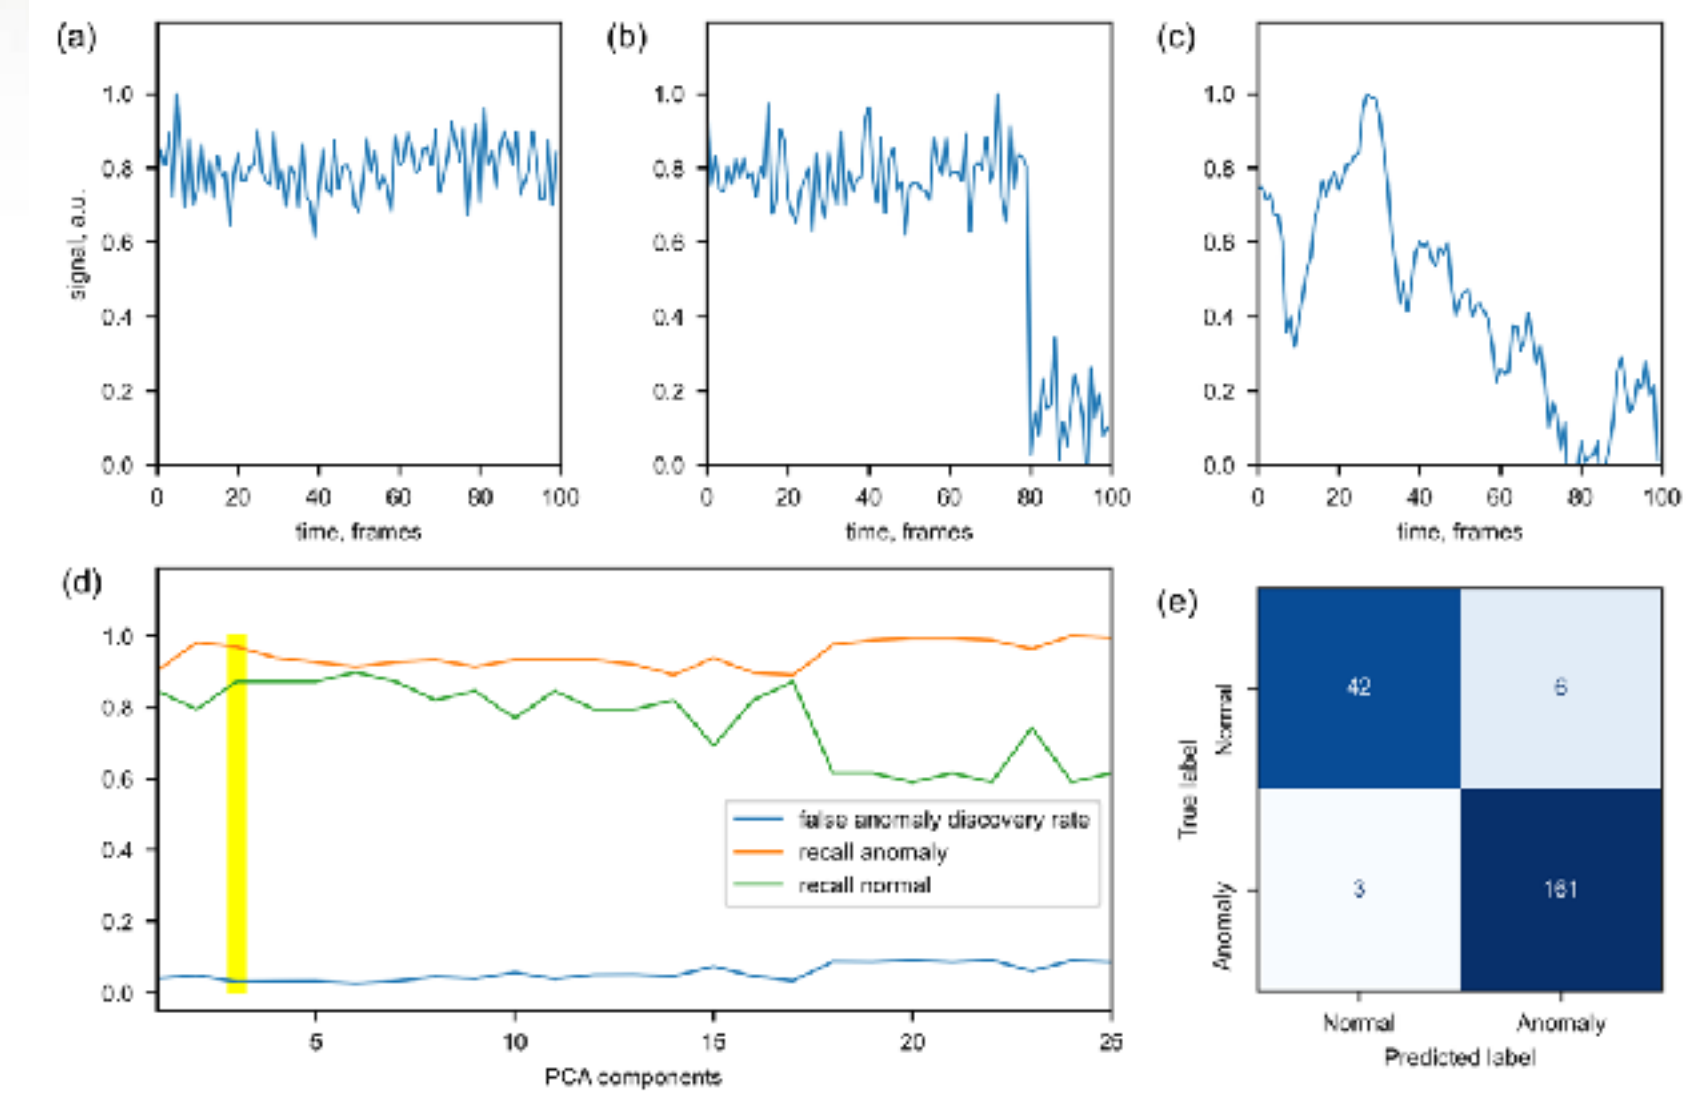 (a)
1.0
0.8
0.6
0.4
0.2
0.0
signal, a.u.
0 20 40 60 80 100
time, frames
(b)
1.0
0.8
0.6
0.4
0.2
0.0
0 20 40 60 80 100
time, frames
(c)
1.0
0.8
0.6
0.4
0.2
0.0
0 20 40 60 80 100
time, frames
(d)
1.0
0.8
0.6
0.4
0.2
0.0
false anomaly discovery rate
recall anomaly
recall normal
5 10 15 20 25
PCA components
(e)
True label
Normal
42 6
Anomaly
3 161
Normal Anomaly
Predicted label